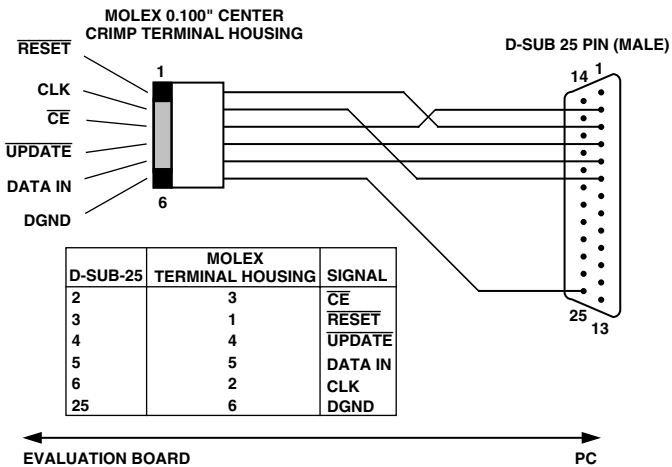 MOLEX 0.100" CENTER
CRIMP TERMINAL HOUSING
D-SUB 25 PIN (MALE)
RESET
CLK
CE
UPDATE
DATA IN
DGND
1
6
14 1
25 13
D-SUB-25 MOLEX TERMINAL HOUSING SIGNAL
2 3 CE
3 1 RESET
4 4 UPDATE
5 5 DATA IN
6 2 CLK
25 6 DGND
EVALUATION BOARD PC